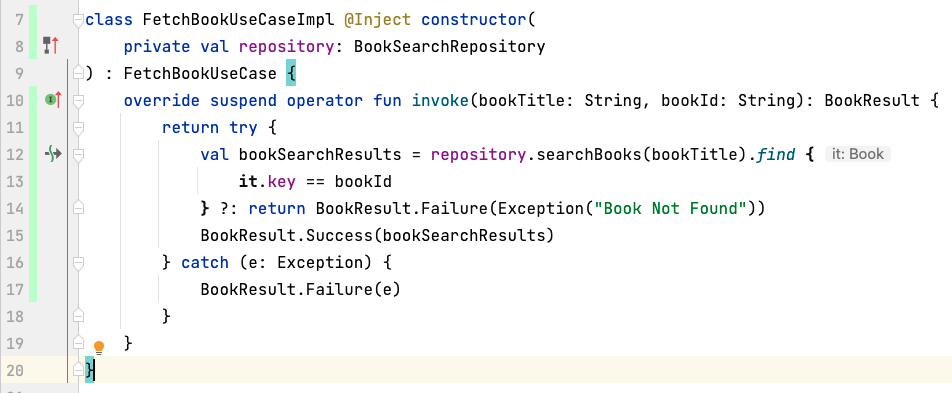 7 class FetchBookUseCaseImpl @Inject constructor(
8     private val repository: BookSearchRepository
9 ) : FetchBookUseCase {
10     override suspend operator fun invoke(bookTitle: String, bookId: String): BookResult {
11         return try {
12             val bookSearchResults = repository.searchBooks(bookTitle).find { it: Book
13                 it.key == bookId
14             } ?: return BookResult.Failure(Exception("Book Not Found"))
15             BookResult.Success(bookSearchResults)
16         } catch (e: Exception) {
17             BookResult.Failure(e)
18         }
19     }
20 }